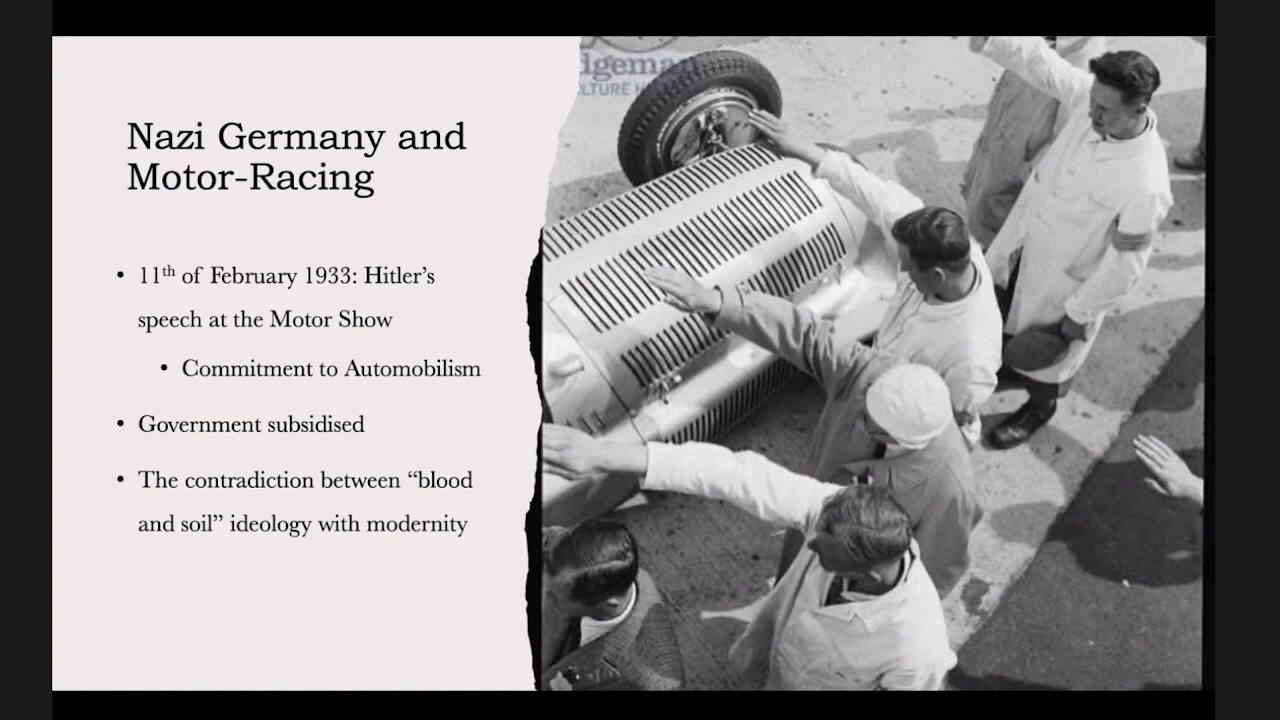 Nazi Germany and
Motor-Racing
• 11th of February 1933: Hitler’s
speech at the Motor Show
• Commitment to Automobilism
• Government subsidised
• The contradiction between “blood
and soil” ideology with modernity